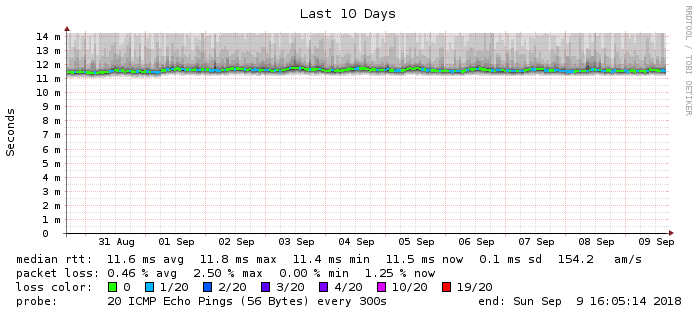 Last 10 Days
RRDTOOL / TOBI OETIKER
Seconds
14 m
12 m
11 m
10 m
9 m
8 m
7 m
6 m
5 m
4 m
3 m
2 m
1 m
0
31 Aug 01 Sep 02 Sep 03 Sep 04 Sep 05 Sep 06 Sep 07 Sep 08 Sep 09 Sep
median rtt: 11.6 ms avg 11.8 ms max 11.4 ms min 11.5 ms now 0.1 ms sd 154.2 am/s
packet loss: 0.46 % avg 2.50 % max 0.00 % min 1.25 % now
loss color: 0 1/20 2/20 3/20 4/20 10/20 19/20
probe: 20 ICMP Echo Pings (56 Bytes) every 300s end: Sun Sep 9 16:05:14 2018